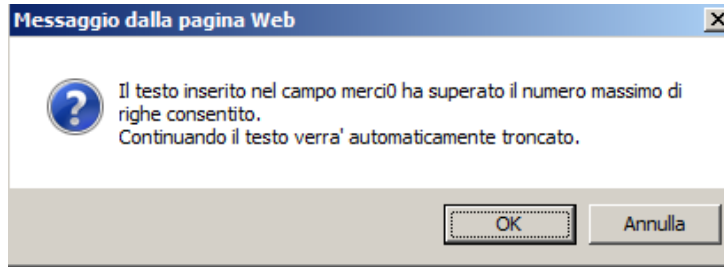 Messaggio dalla pagina Web
Il testo inserito nel campo merci0 ha superato il numero massimo di
righe consentito.
Continuando il testo verra' automaticamente troncato.
OK
Annulla